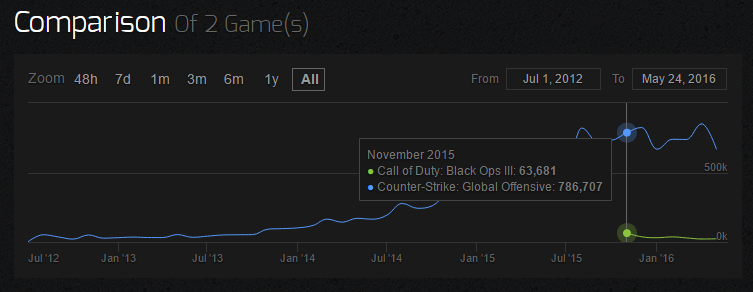 Comparison Of 2 Game(s)
Zoom 48h 7d 1m 3m 6m 1y All From Jul 1, 2012 To May 24, 2016
November 2015
Call of Duty: Black Ops III: 63,681
Counter-Strike: Global Offensive: 786,707
500k
0k
Jul '12 Jan '13 Jul '13 Jan '14 Jul '14 Jan '15 Jul '15 Jan '16